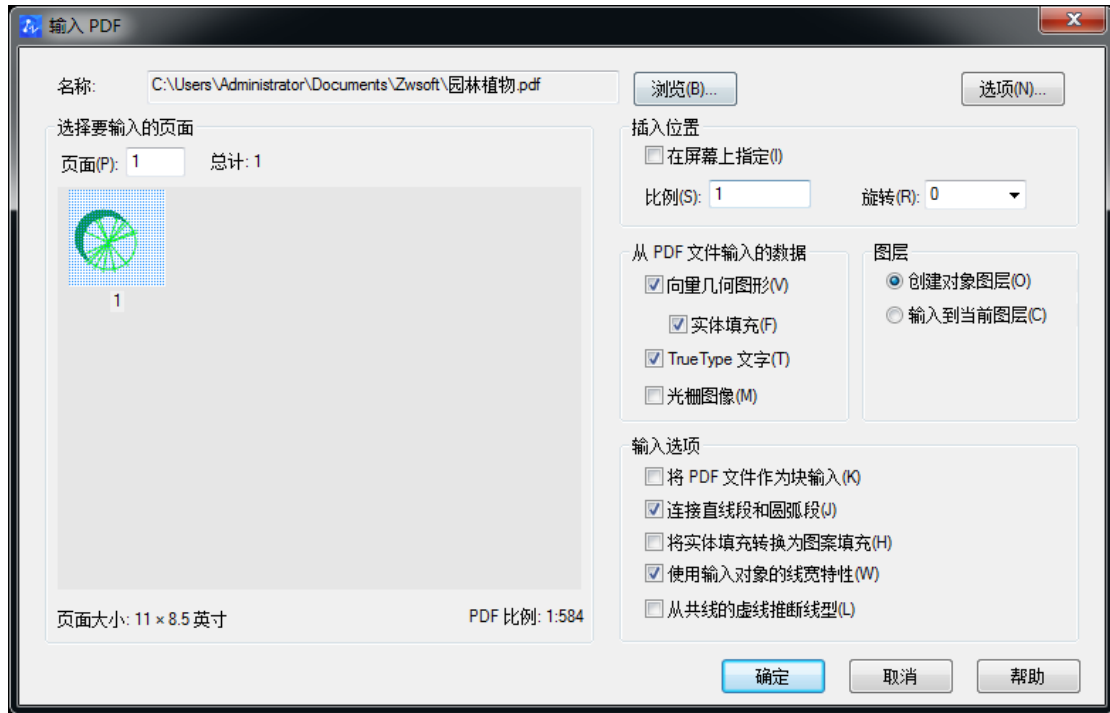 输入 PDF
名称: C:\Users\Administrator\Documents\Zwsoft\园林植物.pdf 浏览(B)... 选项(N)...
选择要输入的页面
页面(P): 1 总计: 1
1
页面大小: 11 × 8.5 英寸 PDF 比例: 1:584
插入位置
在屏幕上指定(I)
比例(S): 1 旋转(R): 0
从 PDF 文件输入的数据
向量几何图形(V)
实体填充(F)
TrueType 文字(T)
光栅图像(M)
图层
创建对象图层(O)
输入到当前图层(C)
输入选项
将 PDF 文件作为块输入(K)
连接直线段和圆弧段(J)
将实体填充转换为图案填充(H)
使用输入对象的线宽特性(W)
从共线的虚线推断线型(L)
确定 取消 帮助